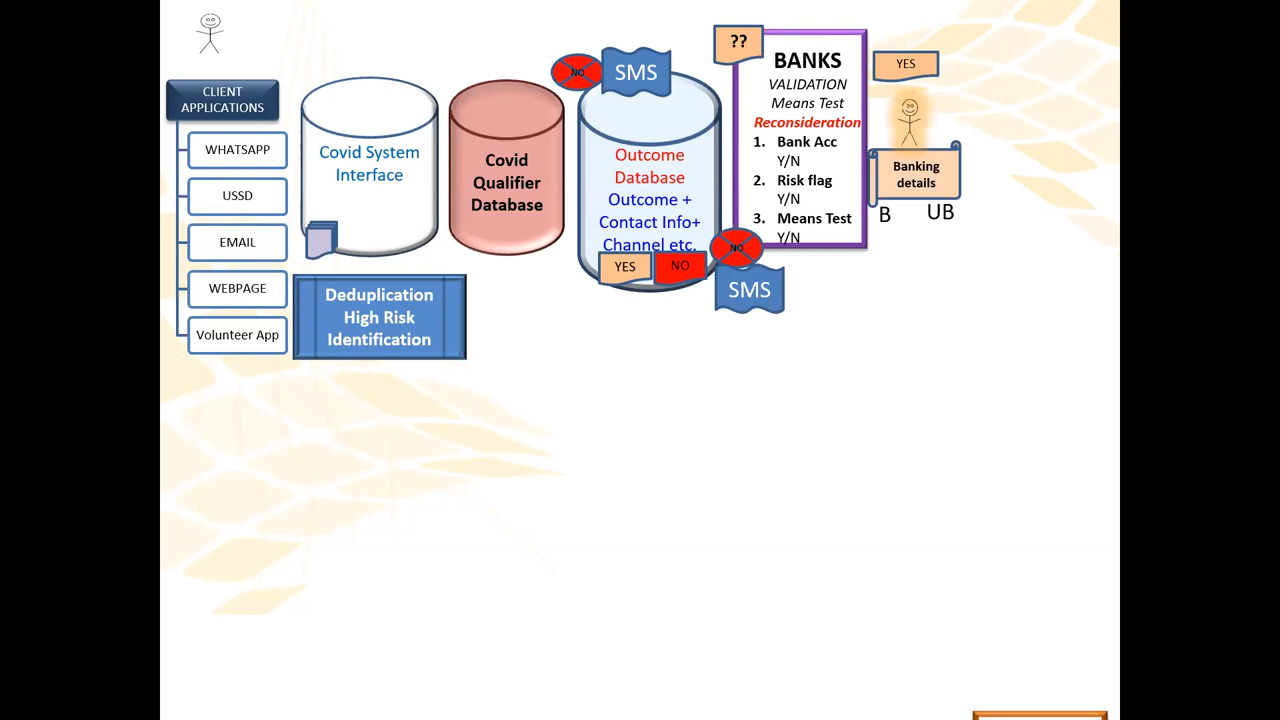 CLIENT
APPLICATIONS
WHATSAPP
USSD
EMAIL
WEBPAGE
Volunteer App
Covid System
Interface
Deduplication
High Risk
Identification
Covid
Qualifier
Database
NO
SMS
Outcome
Database
Outcome +
Contact Info+
Channel etc.
YES
NO
??
BANKS
VALIDATION
Means Test
Reconsideration
1. Bank Acc
Y/N
2. Risk flag
Y/N
3. Means Test
Y/N
NO
SMS
YES
Banking
details
B
UB